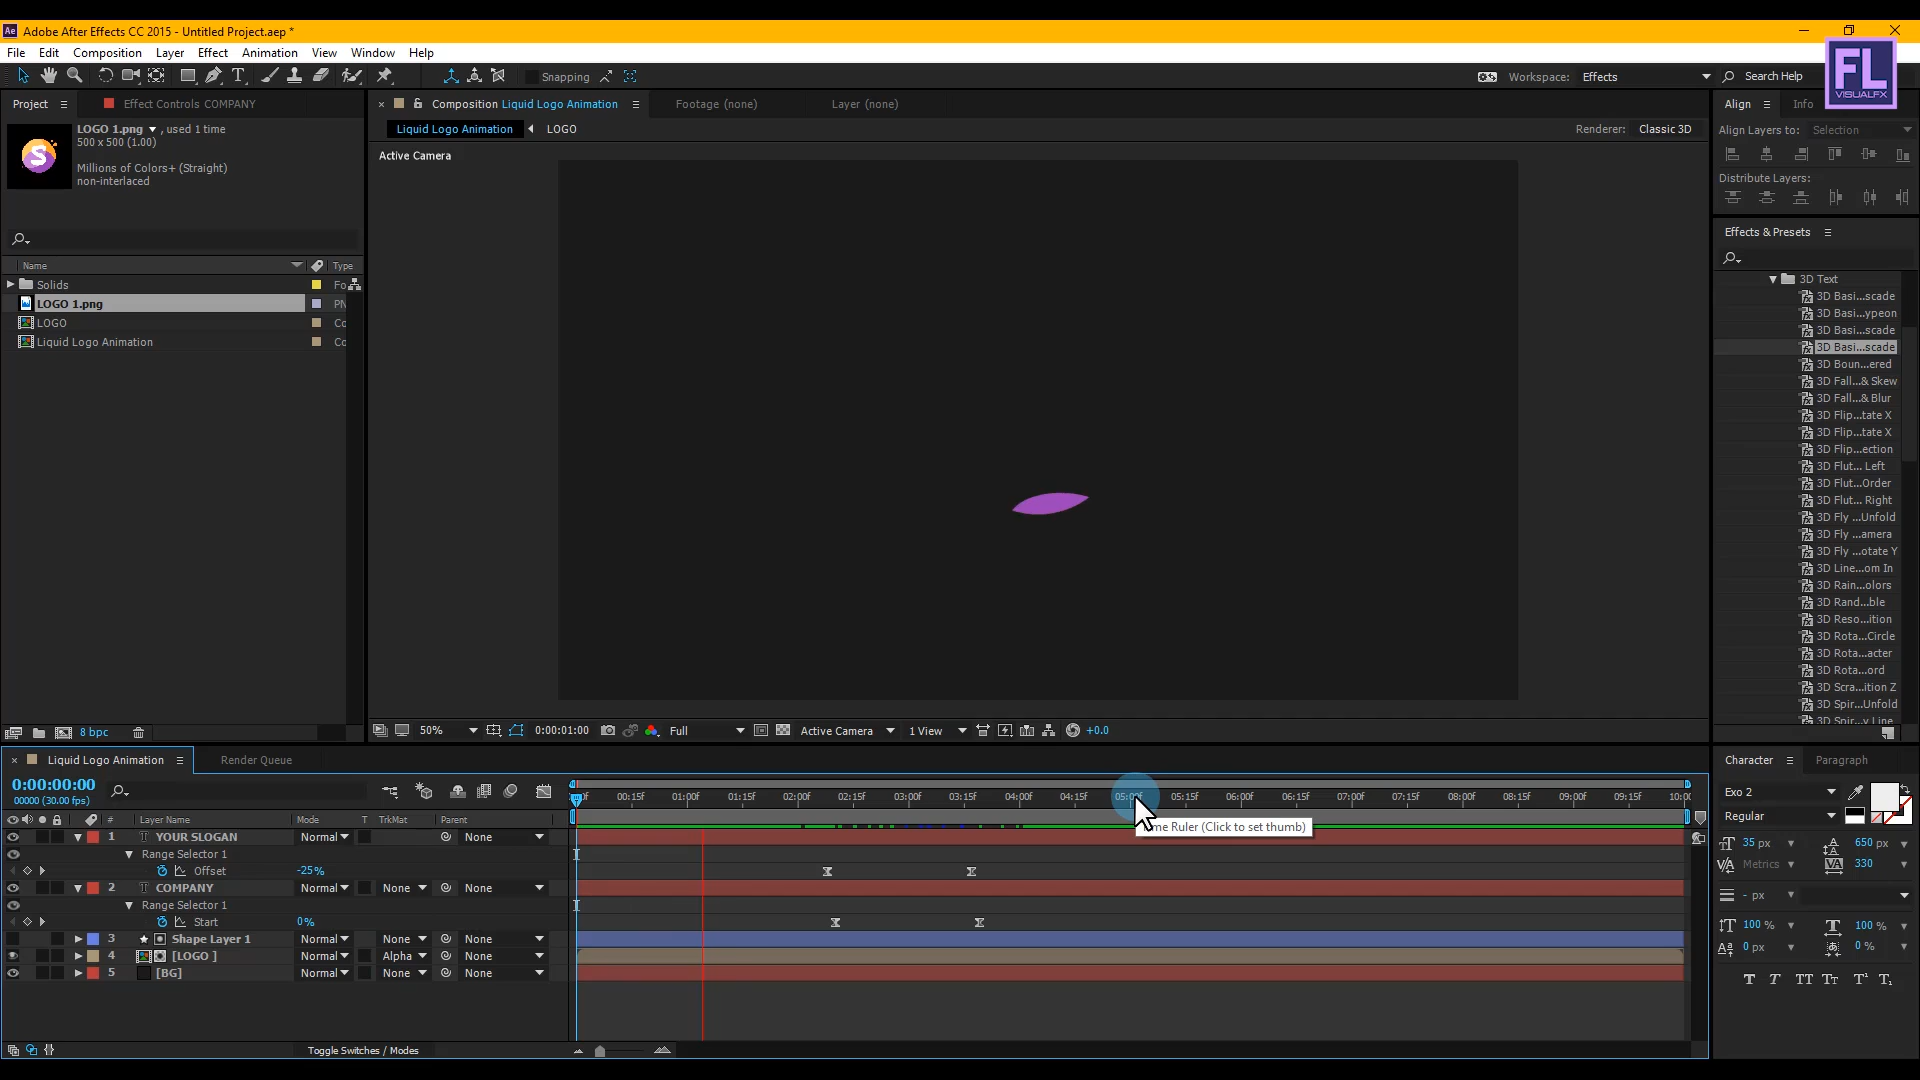 Ae Adobe After Effects CC 2015 - Untitled Project.aep *
File Edit Composition Layer Effect Animation View Window Help
Snapping
Workspace: Effects
Search Help
FL
VISUALFX
Project
Effect Controls COMPANY
Composition Liquid Logo Animation
Footage (none)
Layer (none)
Align
Info
LOGO 1.png , used 1 time
500 x 500 (1.00)
Millions of Colors+ (Straight)
non-interlaced
Liquid Logo Animation
LOGO
Renderer: Classic 3D
Active Camera
Align Layers to: Selection
Distribute Layers:
Effects & Presets
Name Type
Solids Fo
LOGO 1.png PN
LOGO Co
Liquid Logo Animation Co
3D Text
3D Basi...scade
3D Basi...ypeon
3D Basi...scade
3D Basi...scade
3D Boun...ered
3D Fall...& Skew
3D Fall...& Blur
3D Flip...tate X
3D Flip...tate X
3D Flip...ection
3D Flut... Left
3D Flut...Order
3D Flut... Right
3D Fly ...Unfold
3D Fly ...amera
3D Fly ...otate Y
3D Line...om In
3D Rain...olors
3D Rand...ble
3D Reso...ition
3D Rota...Circle
3D Rota...acter
3D Rota...ord
3D Scra...ition Z
3D Spir...Unfold
3D Spir...y Line
8 bpc
50%
0:00:01:00
Full
Active Camera
1 View
+0.0
Liquid Logo Animation
Render Queue
Character
Paragraph
0:00:00:00
00000 (30.00 fps)
00:15f 01:00f 01:15f 02:00f 02:15f 03:00f 03:15f 04:00f 04:15f 05:00f 05:15f 06:00f 06:15f 07:00f 07:15f 08:00f 08:15f 09:00f 09:15f
Time Ruler (Click to set thumb)
# Layer Name Mode T TrkMat Parent
1 T YOUR SLOGAN Normal None
Range Selector 1
Offset -25%
2 T COMPANY Normal None None
Range Selector 1
Start 0%
3 Shape Layer 1 Normal None None
4 [LOGO ] Normal Alpha None
5 [BG] Normal None None
Toggle Switches / Modes
Exo 2
Regular
35 px
650 px
Metrics
330
- px
100 %
100 %
0 px
0 %
T T TT Tt T¹ T₁